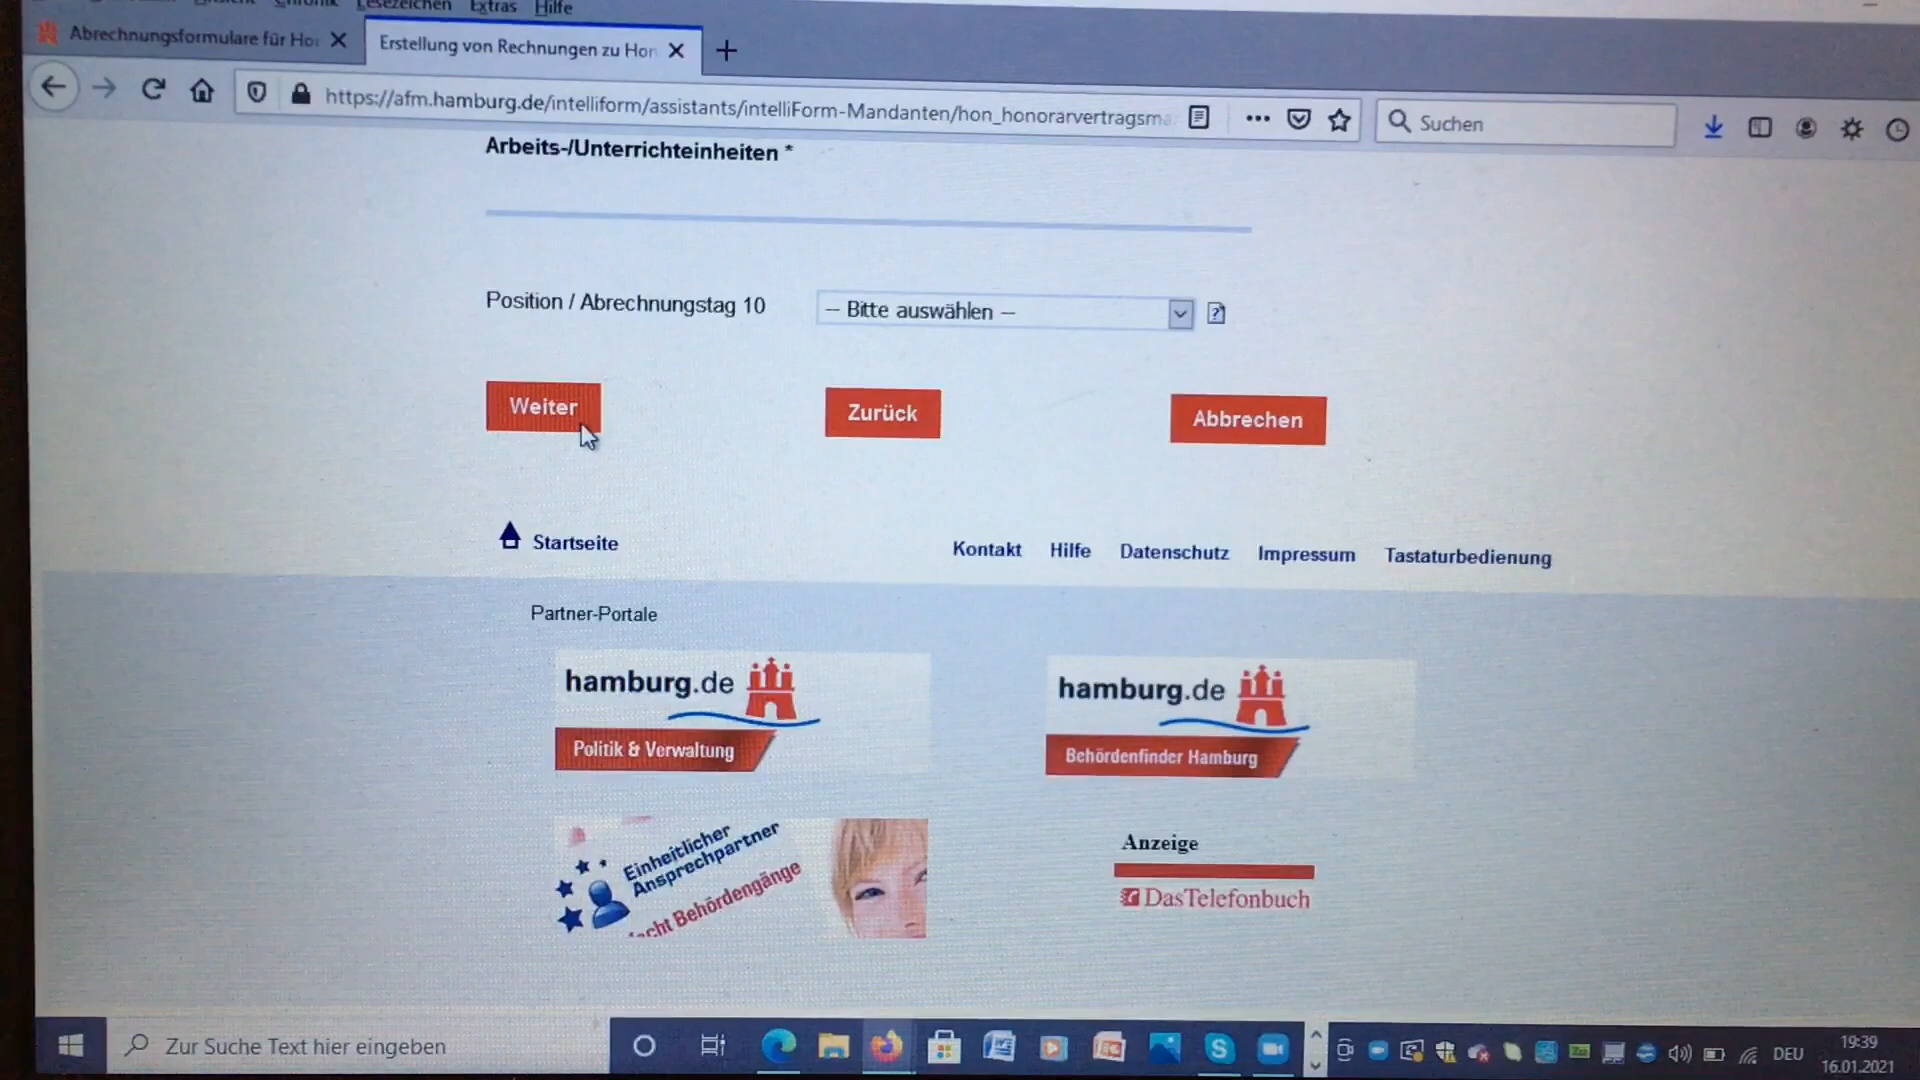 Lesezeichen Extras Hilfe
Abrechnungsformulare für Hon
Erstellung von Rechnungen zu Hon
https://afm.hamburg.de/intelliform/assistants/intelliForm-Mandanten/hon_honorarvertragsma
Suchen
Arbeits-/Unterrichteinheiten *
Position / Abrechnungstag 10
-- Bitte auswählen --
Weiter
Zurück
Abbrechen
Startseite
Kontakt Hilfe Datenschutz Impressum Tastaturbedienung
Partner-Portale
hamburg.de
Politik & Verwaltung
hamburg.de
Behördenfinder Hamburg
Einheitlicher
Ansprechpartner
Behördengänge
Anzeige
DasTelefonbuch
Zur Suche Text hier eingeben
DEU
19:39
16.01.2021